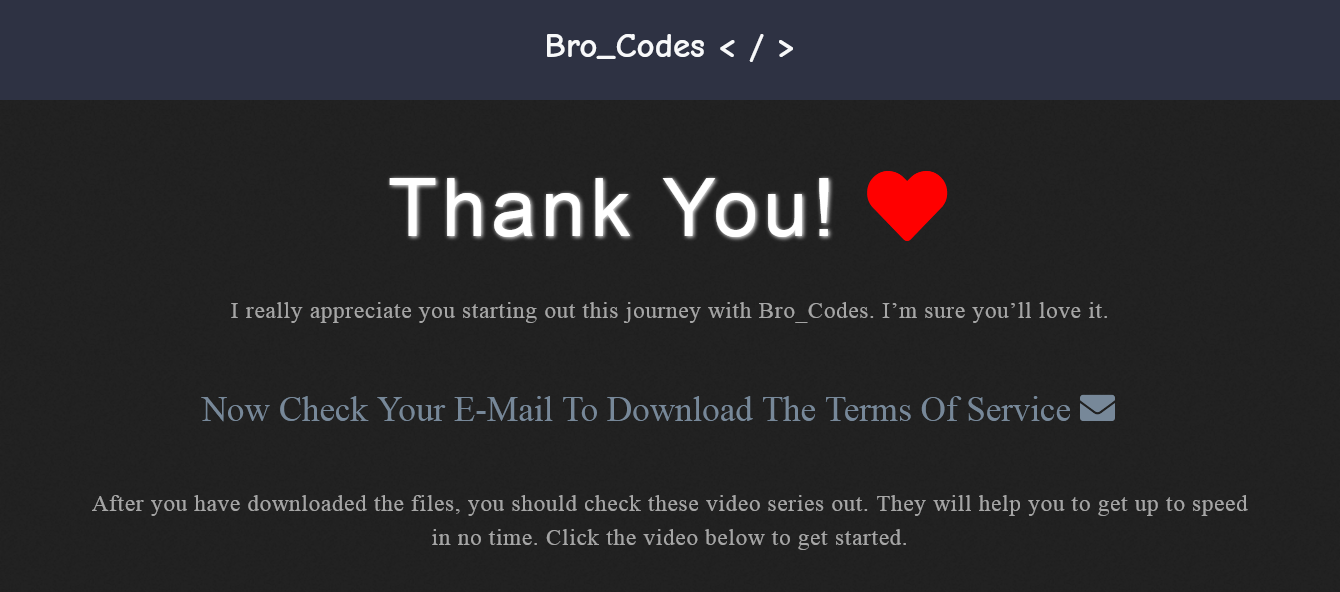 Bro_Codes < / >
Thank You!
I really appreciate you starting out this journey with Bro_Codes. I’m sure you’ll love it.
Now Check Your E-Mail To Download The Terms Of Service
After you have downloaded the files, you should check these video series out. They will help you to get up to speed
in no time. Click the video below to get started.